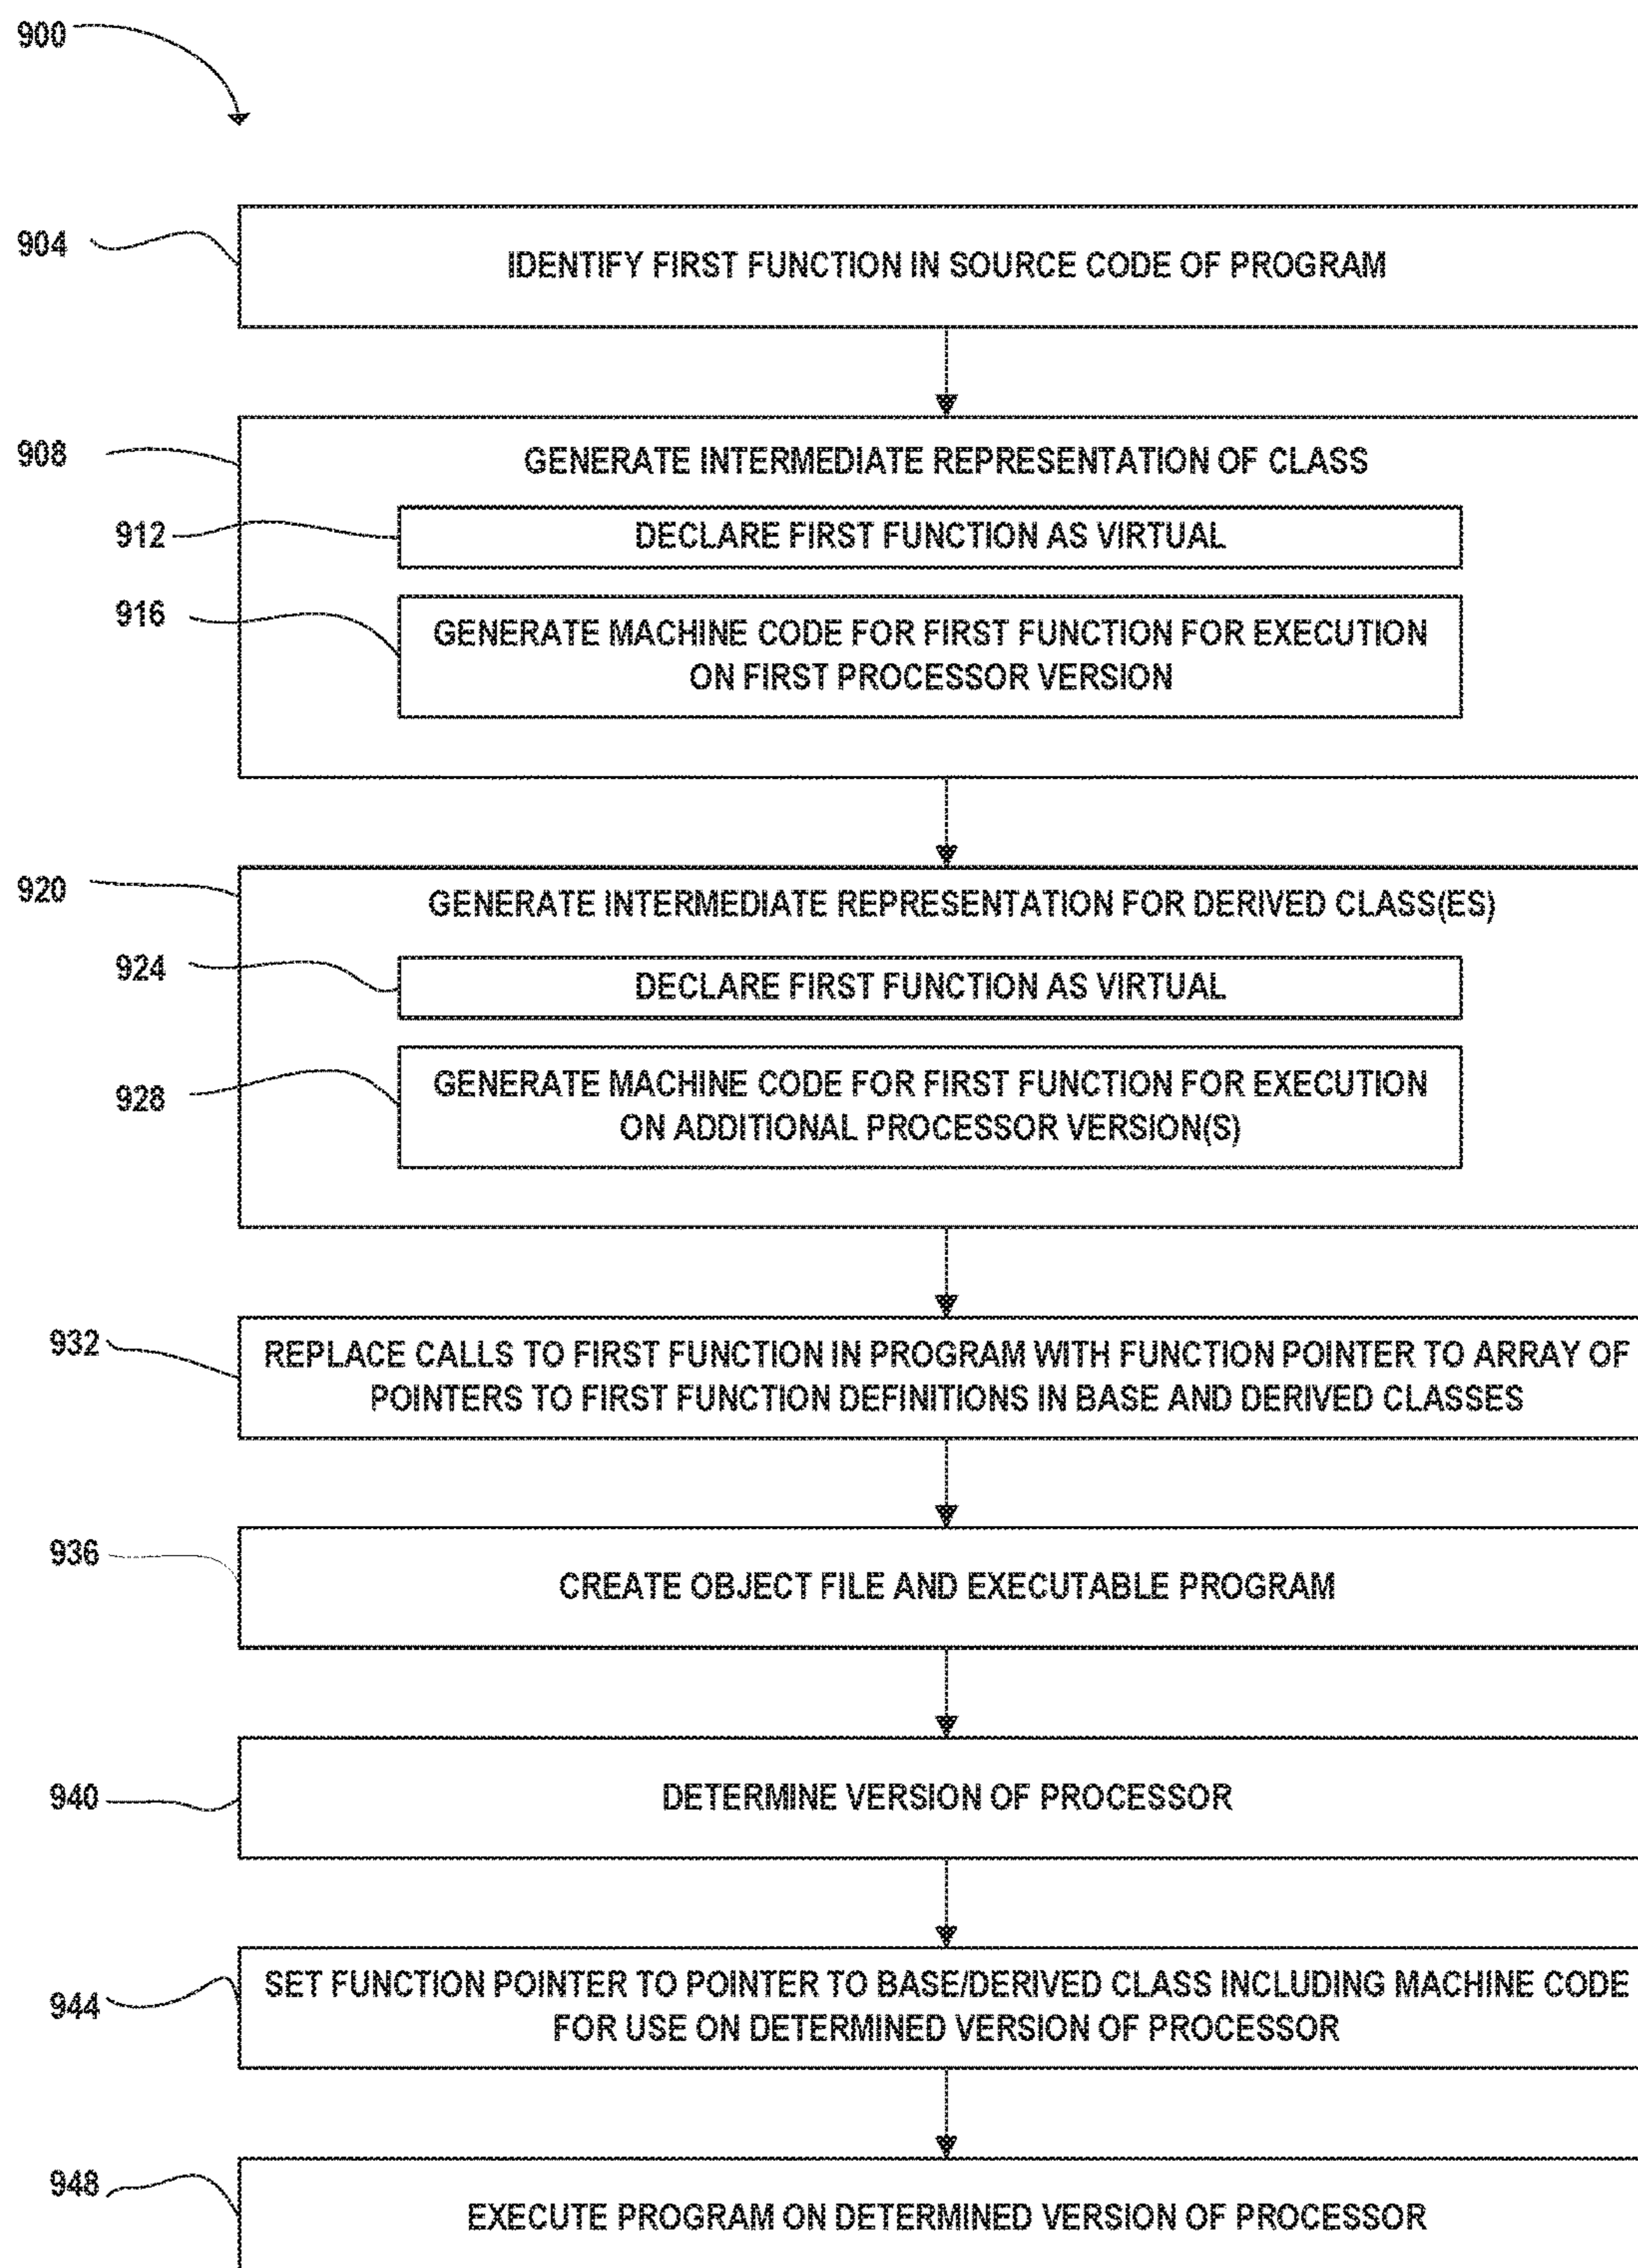 900
904
IDENTIFY FIRST FUNCTION IN SOURCE CODE OF PROGRAM
908
GENERATE INTERMEDIATE REPRESENTATION OF CLASS
912
DECLARE FIRST FUNCTION AS VIRTUAL
916
GENERATE MACHINE CODE FOR FIRST FUNCTION FOR EXECUTION
ON FIRST PROCESSOR VERSION
920
GENERATE INTERMEDIATE REPRESENTATION FOR DERIVED CLASS(ES)
924
DECLARE FIRST FUNCTION AS VIRTUAL
928
GENERATE MACHINE CODE FOR FIRST FUNCTION FOR EXECUTION
ON ADDITIONAL PROCESSOR VERSION(S)
932
REPLACE CALLS TO FIRST FUNCTION IN PROGRAM WITH FUNCTION POINTER TO ARRAY OF
POINTERS TO FIRST FUNCTION DEFINITIONS IN BASE AND DERIVED CLASSES
936
CREATE OBJECT FILE AND EXECUTABLE PROGRAM
940
DETERMINE VERSION OF PROCESSOR
944
SET FUNCTION POINTER TO POINTER TO BASE/DERIVED CLASS INCLUDING MACHINE CODE
FOR USE ON DETERMINED VERSION OF PROCESSOR
948
EXECUTE PROGRAM ON DETERMINED VERSION OF PROCESSOR